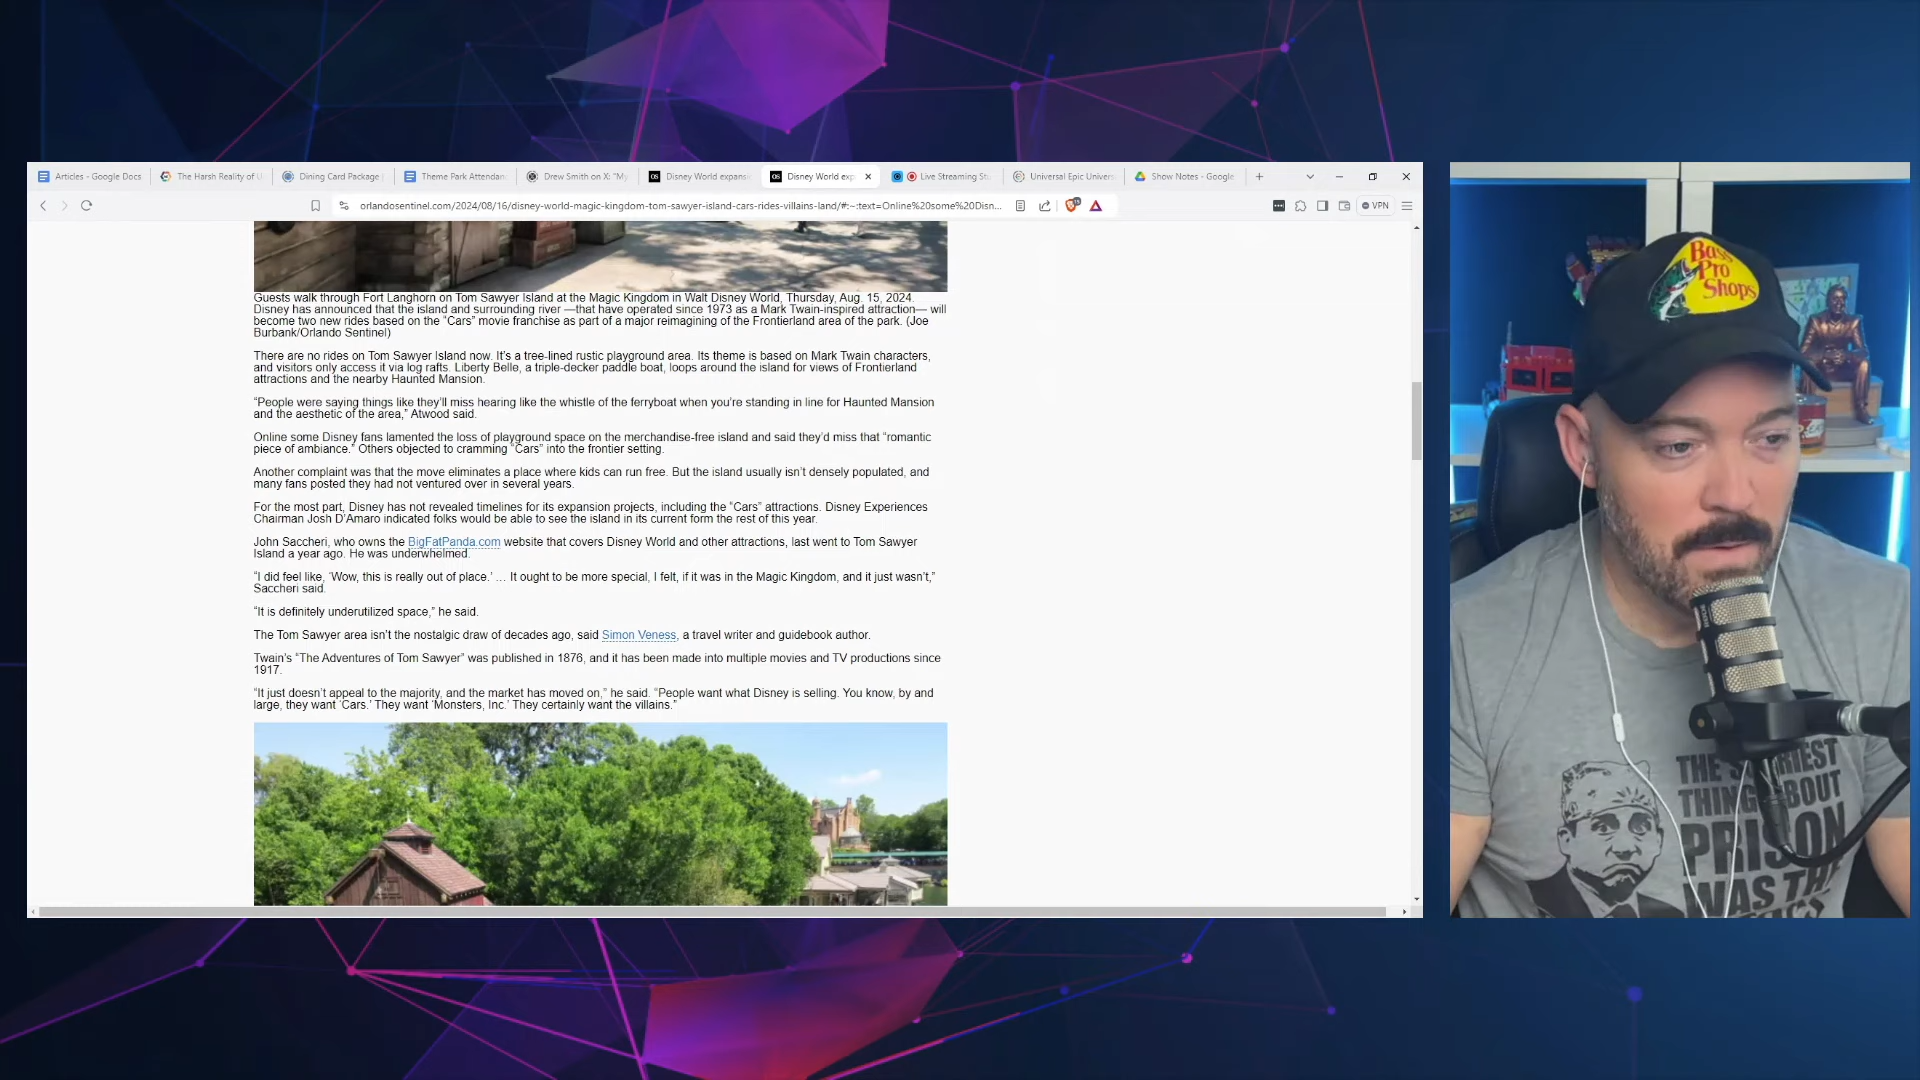 Articles - Google Docs
The Harsh Reality of U
Dining Card Package
Theme Park Attendan
Drew Smith on X: "My
Disney World expansi
Disney World exp
Live Streaming Stu
Universal Epic Univers
Show Notes - Google
orlandosentinel.com/2024/08/16/disney-world-magic-kingdom-tom-sawyer-island-cars-rides-villains-land/#:~:text=Online%20some%20Disn...
VPN
Guests walk through Fort Langhorn on Tom Sawyer Island at the Magic Kingdom in Walt Disney World, Thursday, Aug. 15, 2024.
Disney has announced that the island and surrounding river —that have operated since 1973 as a Mark Twain-inspired attraction— will
become two new rides based on the “Cars” movie franchise as part of a major reimagining of the Frontierland area of the park. (Joe
Burbank/Orlando Sentinel)
There are no rides on Tom Sawyer Island now. It’s a tree-lined rustic playground area. Its theme is based on Mark Twain characters,
and visitors only access it via log rafts. Liberty Belle, a triple-decker paddle boat, loops around the island for views of Frontierland
attractions and the nearby Haunted Mansion.
“People were saying things like they’ll miss hearing like the whistle of the ferryboat when you’re standing in line for Haunted Mansion
and the aesthetic of the area,” Atwood said.
Online some Disney fans lamented the loss of playground space on the merchandise-free island and said they’d miss that “romantic
piece of ambiance.” Others objected to cramming “Cars” into the frontier setting.
Another complaint was that the move eliminates a place where kids can run free. But the island usually isn’t densely populated, and
many fans posted they had not ventured over in several years.
For the most part, Disney has not revealed timelines for its expansion projects, including the “Cars” attractions. Disney Experiences
Chairman Josh D’Amaro indicated folks would be able to see the island in its current form the rest of this year.
John Saccheri, who owns the BigFatPanda.com website that covers Disney World and other attractions, last went to Tom Sawyer
Island a year ago. He was underwhelmed.
“I did feel like, ‘Wow, this is really out of place.’ … It ought to be more special, I felt, if it was in the Magic Kingdom, and it just wasn’t,”
Saccheri said.
“It is definitely underutilized space,” he said.
The Tom Sawyer area isn’t the nostalgic draw of decades ago, said Simon Veness, a travel writer and guidebook author.
Twain’s “The Adventures of Tom Sawyer” was published in 1876, and it has been made into multiple movies and TV productions since
1917.
“It just doesn’t appeal to the majority, and the market has moved on,” he said. “People want what Disney is selling. You know, by and
large, they want ‘Cars.’ They want ‘Monsters, Inc.’ They certainly want the villains.”
Bass
Pro
Shops
THE
THING ABOUT
PRISON
WAS THE